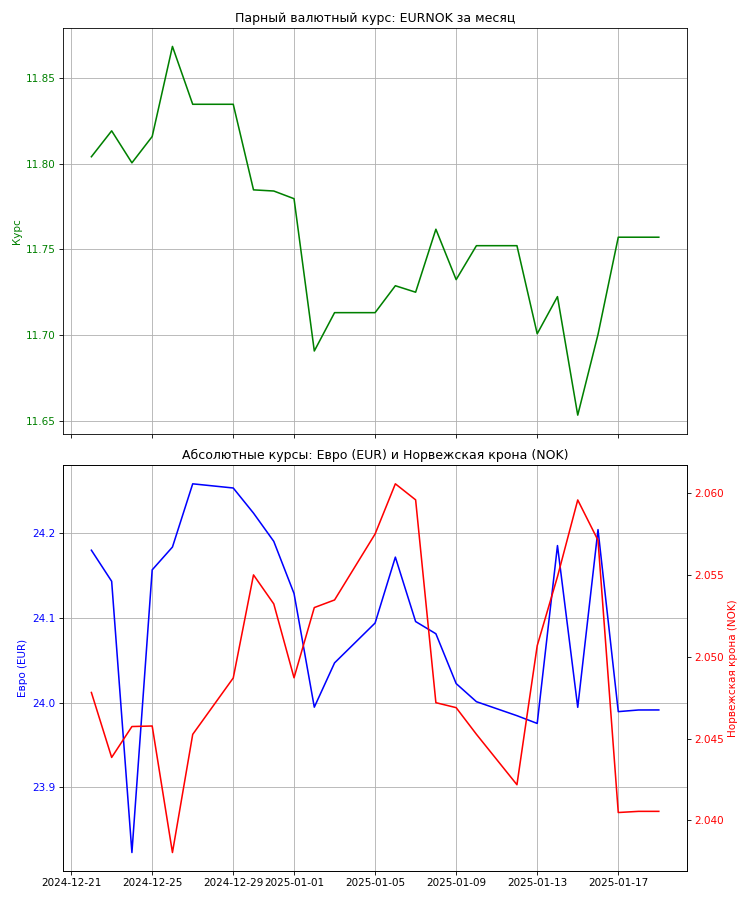 Парный валютный курс: EURNOK за месяц
11.85
11.80
11.75
11.70
11.65
Курс
Абсолютные курсы: Евро (EUR) и Норвежская крона (NOK)
24.2
24.1
24.0
23.9
Евро (EUR)
2.060
2.055
2.050
2.045
2.040
Норвежская крона (NOK)
2024-12-21 2024-12-25 2024-12-29 2025-01-01 2025-01-05 2025-01-09 2025-01-13 2025-01-17